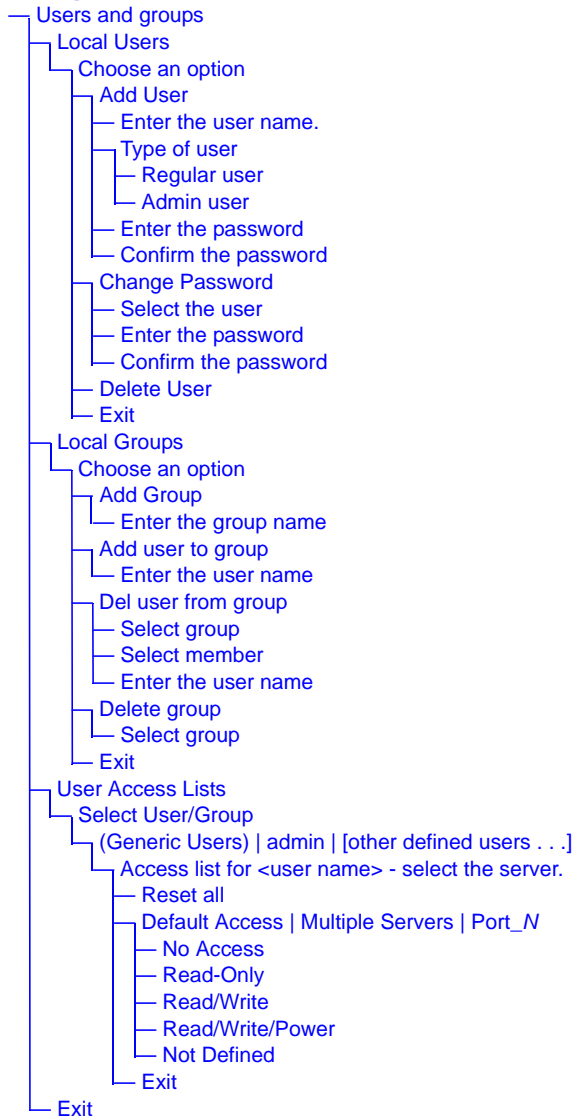 Users and groups
Local Users
Choose an option
Add User
Enter the user name.
Type of user
Regular user
Admin user
Enter the password
Confirm the password
Change Password
Select the user
Enter the password
Confirm the password
Delete User
Exit
Local Groups
Choose an option
Add Group
Enter the group name
Add user to group
Enter the user name
Del user from group
Select group
Select member
Enter the user name
Delete group
Select group
Exit
User Access Lists
Select User/Group
(Generic Users) | admin | [other defined users . . .]
Access list for <user name> - select the server.
Reset all
Default Access | Multiple Servers | Port_N
No Access
Read-Only
Read/Write
Read/Write/Power
Not Defined
Exit
Exit